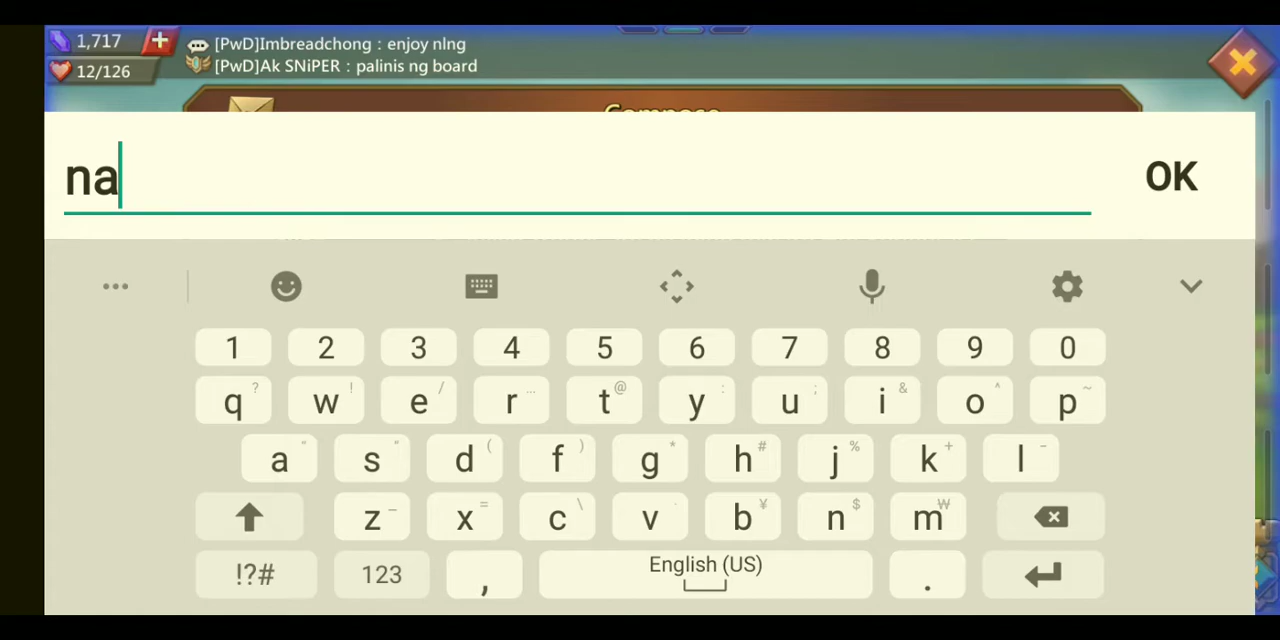 1,717
[PwD]Imbreadchong : enjoy nlng
12/126
[PwD]Ak SNiPER : palinis ng board
Compose
na
OK
1 2 3 4 5 6 7 8 9 0
q ? w ! e / r ... t @ y : u ; i & o ^ p ~
a " s " d ( f ) g * h # j % k + l -
z _ x = c \ v . b ¥ n $ m ₩
!?# 123 , English (US) .